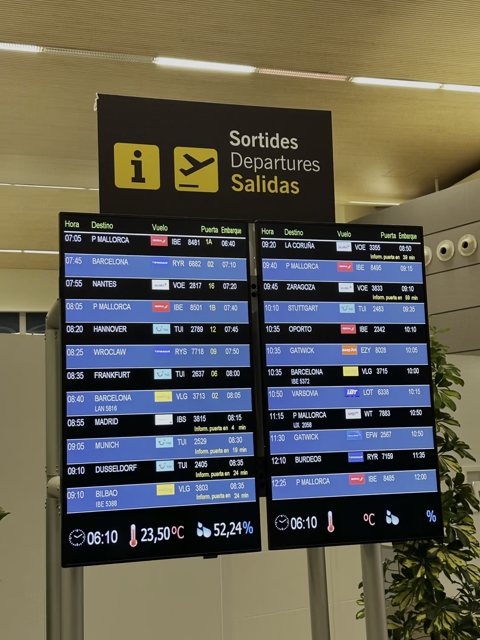 Sortides
Departures
Salidas
Hora Destino Vuelo Puerta Embarque
07:05 P MALLORCA IBE 8481 1A 06:40
07:45 BARCELONA RYR 6682 02 07:10
07:55 NANTES VOE 2817 16 07:20
08:05 P MALLORCA IBE 8501 1B 07:40
08:20 HANNOVER TUI 2789 12 07:45
08:25 WROCLAW RYS 7718 09 07:50
08:35 FRANKFURT TUI 2637 06 08:00
08:40 BARCELONA VLG 3713 02 08:05
LAN 5816
08:55 MADRID IBS 3815 08:15
Inform. puerta en 4 min
09:05 MUNICH TUI 2529 08:30
Inform. puerta en 19 min
09:10 DUSSELDORF TUI 2405 08:35
Inform. puerta en 24 min
09:10 BILBAO VLG 3803 08:35
IBE 5368 Inform. puerta en 24 min
06:10 23,50ºC 52,24%
Hora Destino Vuelo Puerta Embarque
09:20 LA CORUÑA VOE 3355 08:50
Inform. puerta en 39 min
09:40 P MALLORCA IBE 8495 09:15
09:45 ZARAGOZA VOE 3833 09:10
Inform. puerta en 59 min
10:10 STUTTGART TUI 2483 09:35
10:35 OPORTO IBE 2342 10:10
10:35 GATWICK EZY 8028 10:05
10:35 BARCELONA VLG 3715 10:00
IBE 5372
10:50 VARSOVIA LOT 6338 10:15
11:15 P MALLORCA WT 7883 10:50
UX 2058
11:30 GATWICK EFW 2567 10:50
12:10 BURDEOS RYR 7159 11:35
12:25 P MALLORCA IBE 8485 12:00
06:10 ºC %